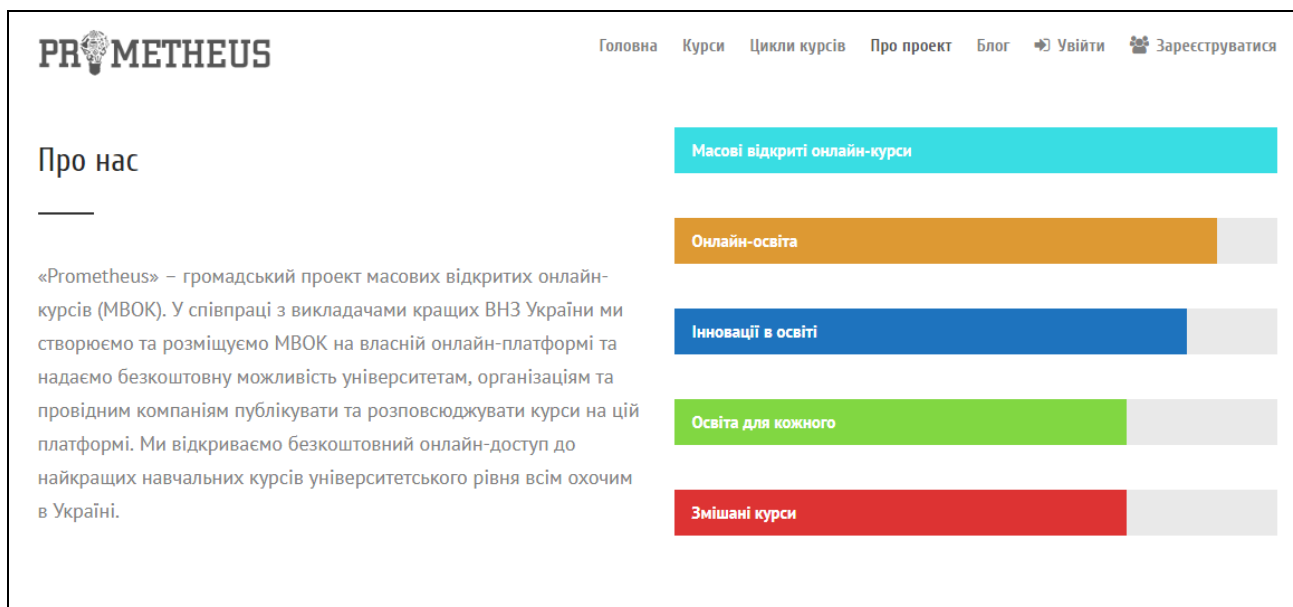 PROMETHEUS
Головна Курси Цикли курсів Про проект Блог Увійти Зареєструватися
Про нас
«Prometheus» – громадський проект масових відкритих онлайн-
курсів (МВОК). У співпраці з викладачами кращих ВНЗ України ми
створюємо та розміщуємо МВОК на власній онлайн-платформі та
надаємо безкоштовну можливість університетам, організаціям та
провідним компаніям публікувати та розповсюджувати курси на цій
платформі. Ми відкриваємо безкоштовний онлайн-доступ до
найкращих навчальних курсів університетського рівня всім охочим
в Україні.
Масові відкриті онлайн-курси
Онлайн-освіта
Інновації в освіті
Освіта для кожного
Змішані курси